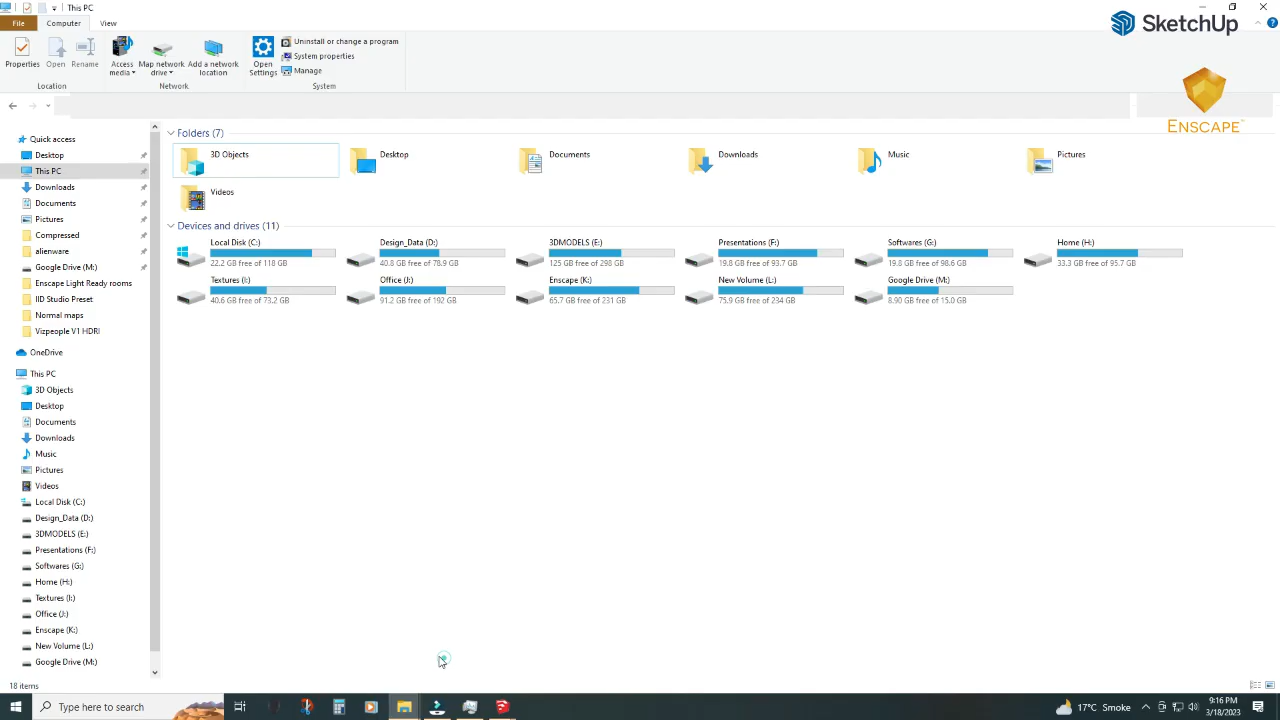 This PC
File
Computer
View
SketchUp
Properties
Open
Rename
Access media
Map network drive
Add a network location
Open Settings
Uninstall or change a program
System properties
Manage
Location
Network
System
ENSCAPE™
Quick access
Desktop
This PC
Downloads
Documents
Pictures
Compressed
alienware
Google Drive (M:)
Enscape Light Ready rooms
IID Studio Preset
Normal maps
Vizpeople V1 HDRI
OneDrive
This PC
3D Objects
Desktop
Documents
Downloads
Music
Pictures
Videos
Local Disk (C:)
Design_Data (D:)
3DMODELS (E:)
Presentations (F:)
Softwares (G:)
Home (H:)
Textures (I:)
Office (J:)
Enscape (K:)
New Volume (L:)
Google Drive (M:)
Folders (7)
3D Objects
Desktop
Documents
Downloads
Music
Pictures
Videos
Devices and drives (11)
Local Disk (C:)
22.2 GB free of 118 GB
Design_Data (D:)
40.8 GB free of 78.9 GB
3DMODELS (E:)
125 GB free of 298 GB
Presentations (F:)
19.8 GB free of 93.7 GB
Softwares (G:)
19.8 GB free of 98.6 GB
Home (H:)
33.3 GB free of 95.7 GB
Textures (I:)
40.6 GB free of 73.2 GB
Office (J:)
91.2 GB free of 192 GB
Enscape (K:)
65.7 GB free of 231 GB
New Volume (L:)
75.9 GB free of 234 GB
Google Drive (M:)
8.90 GB free of 15.0 GB
18 items
Type here to search
17°C Smoke
9:16 PM
3/18/2023